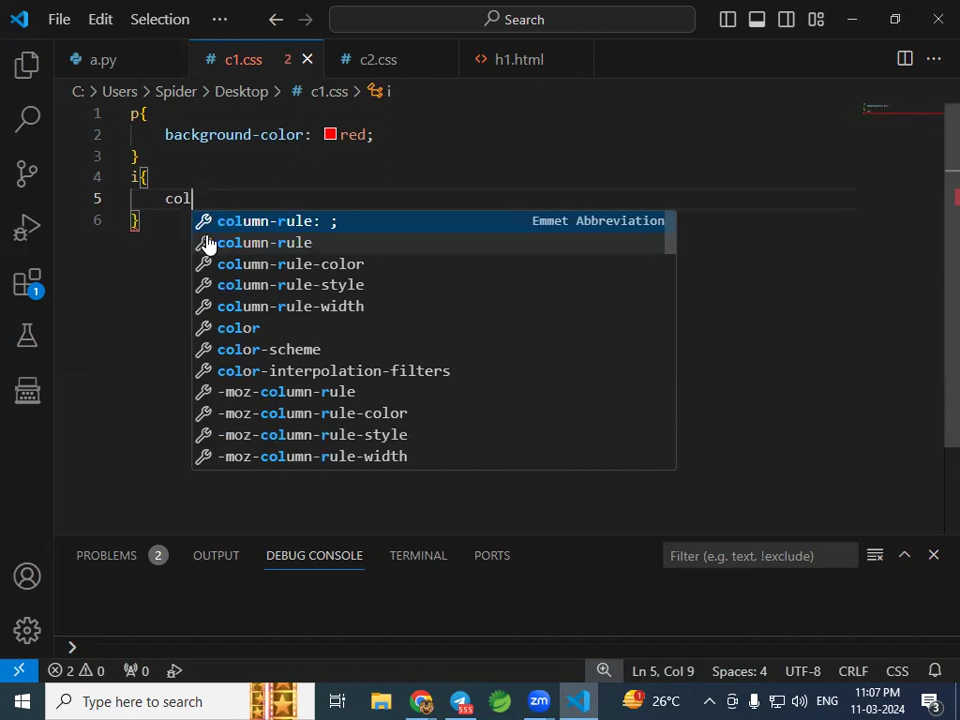 File Edit Selection ··· Search
a.py c1.css 2 c2.css h1.html
C: > Users > Spider > Desktop > # c1.css > i
1 p{
2 background-color: red;
3 }
4 i{
5 col
6 }
column-rule: ; Emmet Abbreviation
column-rule
column-rule-color
column-rule-style
column-rule-width
color
color-scheme
color-interpolation-filters
-moz-column-rule
-moz-column-rule-color
-moz-column-rule-style
-moz-column-rule-width
1
PROBLEMS 2 OUTPUT DEBUG CONSOLE TERMINAL PORTS Filter (e.g. text, !exclude)
2 0 0 Ln 5, Col 9 Spaces: 4 UTF-8 CRLF CSS
Type here to search 26°C ENG 11:07 PM
11-03-2024 3